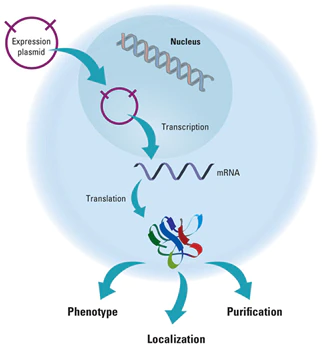 Expression
plasmid
Nucleus
Transcription
mRNA
Translation
Phenotype
Purification
Localization